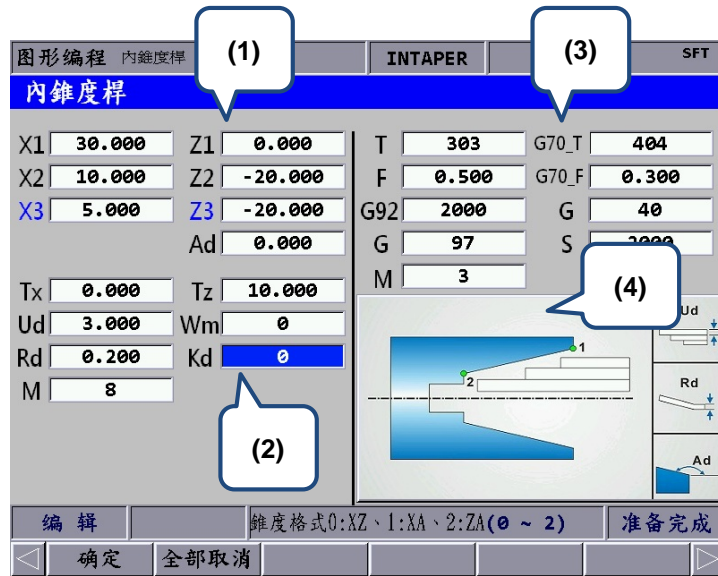 (1)
(3)
图形编程 內錐度桿 INTAPER SFT
內錐度桿
X1 30.000 Z1 0.000 T 303 G70_T 404
X2 10.000 Z2 -20.000 F 0.500 G70_F 0.300
X3 5.000 Z3 -20.000 G92 2000 G 40
Ad 0.000 G 97 S
M 3
(4)
Tx 0.000 Tz 10.000
Ud 3.000 Wm 0
Rd 0.200 Kd 0
M 8
(2)
1
2
Ud
Rd
Ad
编 辑 錐度格式0:XZ、1:XA、2:ZA(0 ~ 2) 准备完成
确定 全部取消